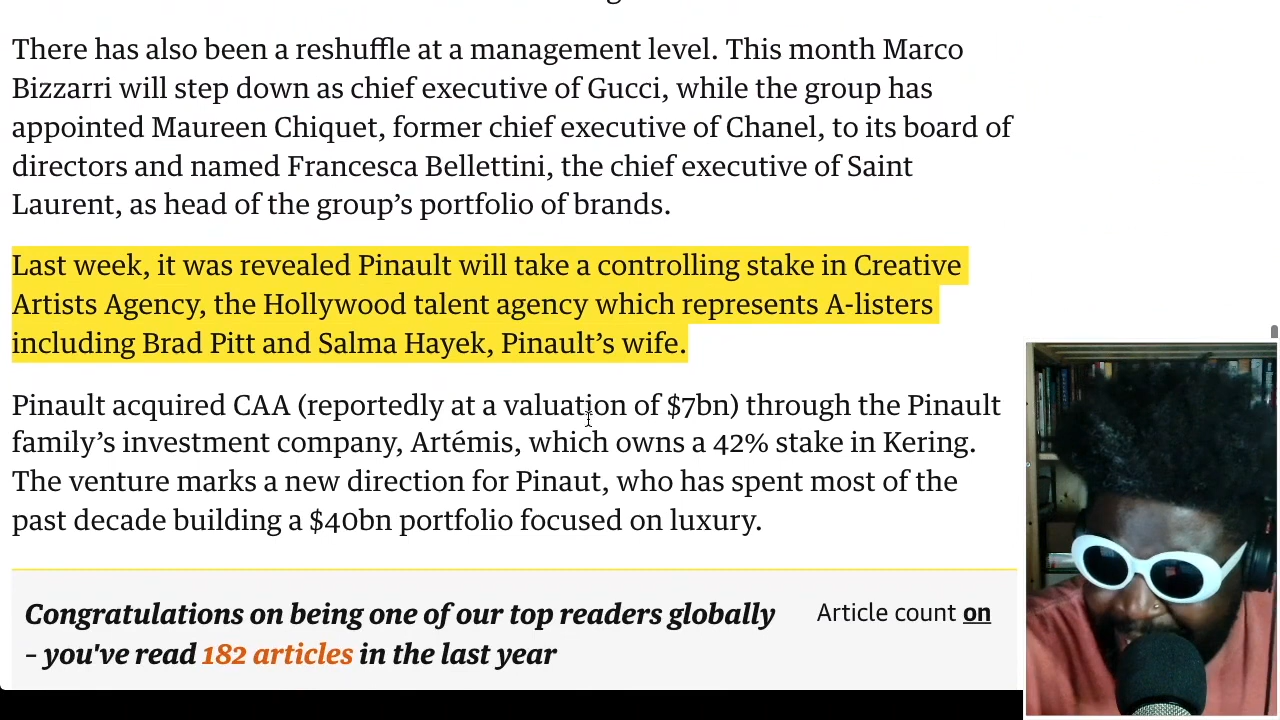 There has also been a reshuffle at a management level. This month Marco
Bizzarri will step down as chief executive of Gucci, while the group has
appointed Maureen Chiquet, former chief executive of Chanel, to its board of
directors and named Francesca Bellettini, the chief executive of Saint
Laurent, as head of the group’s portfolio of brands.
Last week, it was revealed Pinault will take a controlling stake in Creative
Artists Agency, the Hollywood talent agency which represents A-listers
including Brad Pitt and Salma Hayek, Pinault’s wife.
Pinault acquired CAA (reportedly at a valuation of $7bn) through the Pinault
family’s investment company, Artémis, which owns a 42% stake in Kering.
The venture marks a new direction for Pinaut, who has spent most of the
past decade building a $40bn portfolio focused on luxury.
Congratulations on being one of our top readers globally
– you've read 182 articles in the last year
Article count on